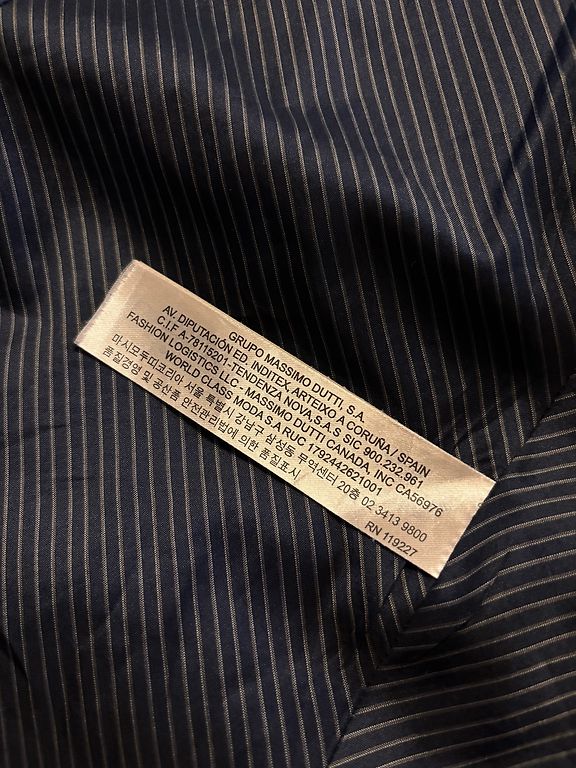 GRUPO MASSIMO DUTTI, S.A.
AV. DIPUTACIÓN ED. INDITEX, ARTEIXO A CORUÑA / SPAIN
C.I.F A-78115201, TENDENZA NOVA,S.A.S. SIC 900.232.961
FASHION LOGISTICS LLC- MASSIMO DUTTI CANADA, INC CA56976
WORLD CLASS MODA S.A RUC 1792442621001
마시모두띠코리아 서울 특별시 강남구 삼성동 무역센터 20층 02 3413 9800
품질경영 및 공산품 안전관리법에 의한 품질표시
RN 119227